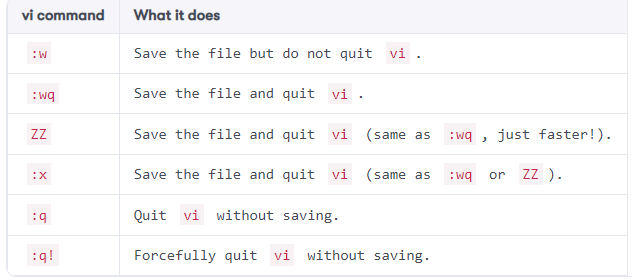 vi command What it does
:w Save the file but do not quit vi .
:wq Save the file and quit vi .
ZZ Save the file and quit vi (same as :wq , just faster!).
:x Save the file and quit vi (same as :wq or ZZ ).
:q Quit vi without saving.
:q! Forcefully quit vi without saving.